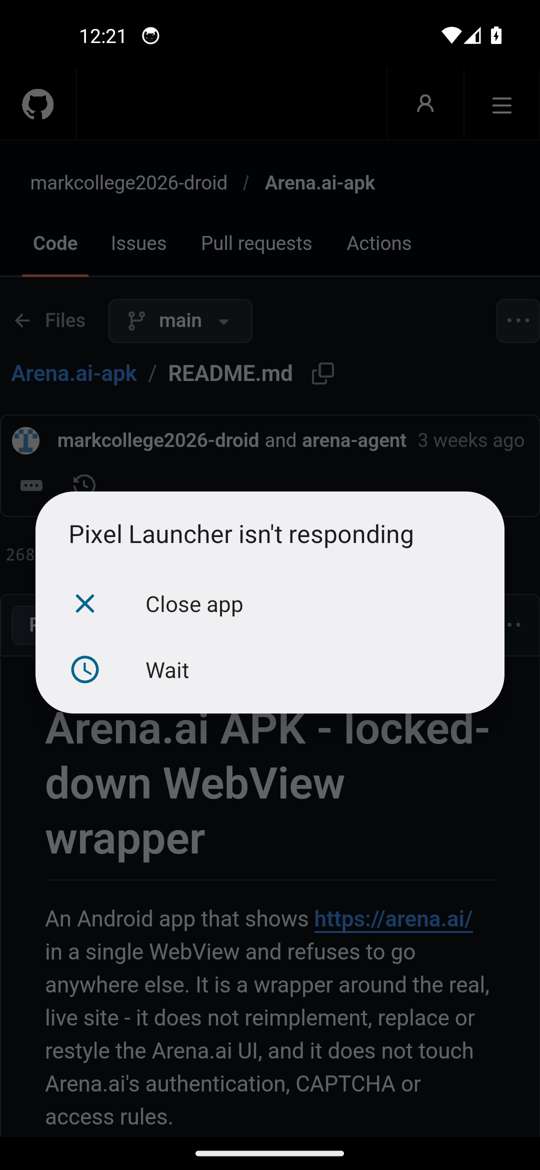 12:21
markcollege2026-droid / Arena.ai-apk
Code Issues Pull requests Actions
Files main
Arena.ai-apk / README.md
markcollege2026-droid and arena-agent 3 weeks ago
268
Pixel Launcher isn't responding
Close app
Wait
Arena.ai APK - locked-
down WebView
wrapper
An Android app that shows https://arena.ai/
in a single WebView and refuses to go
anywhere else. It is a wrapper around the real,
live site - it does not reimplement, replace or
restyle the Arena.ai UI, and it does not touch
Arena.ai's authentication, CAPTCHA or
access rules.